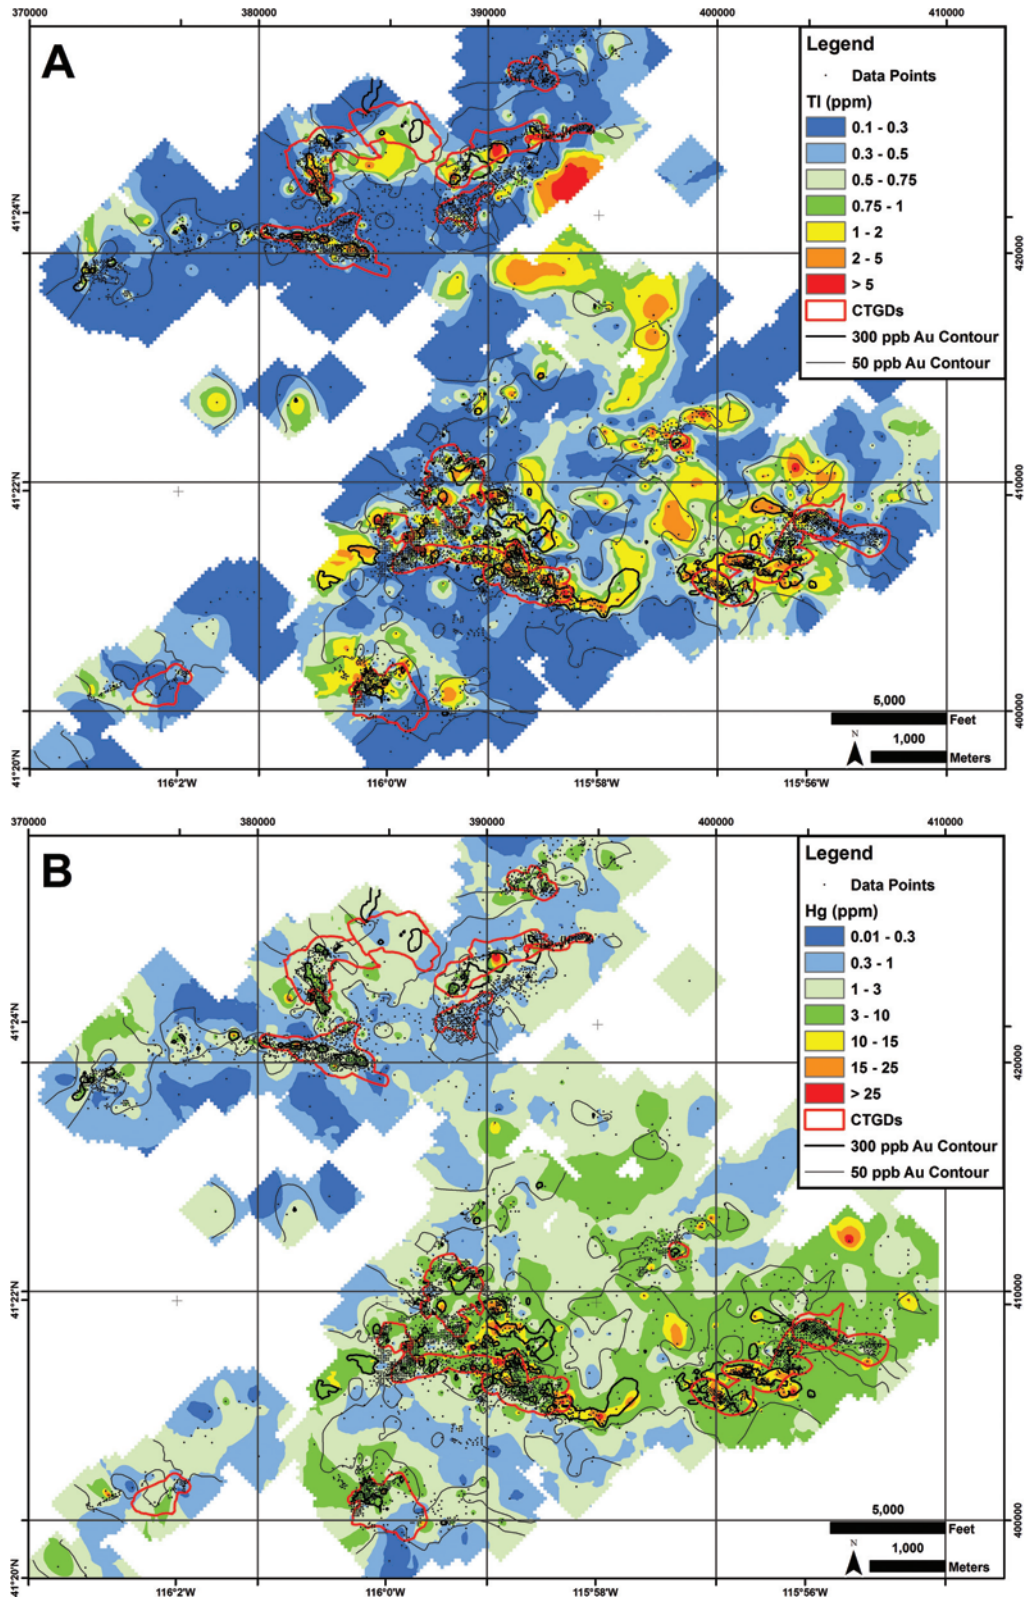 370000 380000 390000 400000 410000
A
Legend
Data Points
Tl (ppm)
0.1 - 0.3
0.3 - 0.5
0.5 - 0.75
0.75 - 1
1 - 2
2 - 5
> 5
CTGDs
300 ppb Au Contour
50 ppb Au Contour
41°24'N
41°22'N
41°20'N
420000
410000
400000
5,000
Feet
N
1,000
Meters
116°2'W 116°0'W 115°58'W 115°56'W
370000 380000 390000 400000 410000
B
Legend
Data Points
Hg (ppm)
0.01 - 0.3
0.3 - 1
1 - 3
3 - 10
10 - 15
15 - 25
> 25
CTGDs
300 ppb Au Contour
50 ppb Au Contour
41°24'N
41°22'N
41°20'N
420000
410000
400000
5,000
Feet
N
1,000
Meters
116°2'W 116°0'W 115°58'W 115°56'W